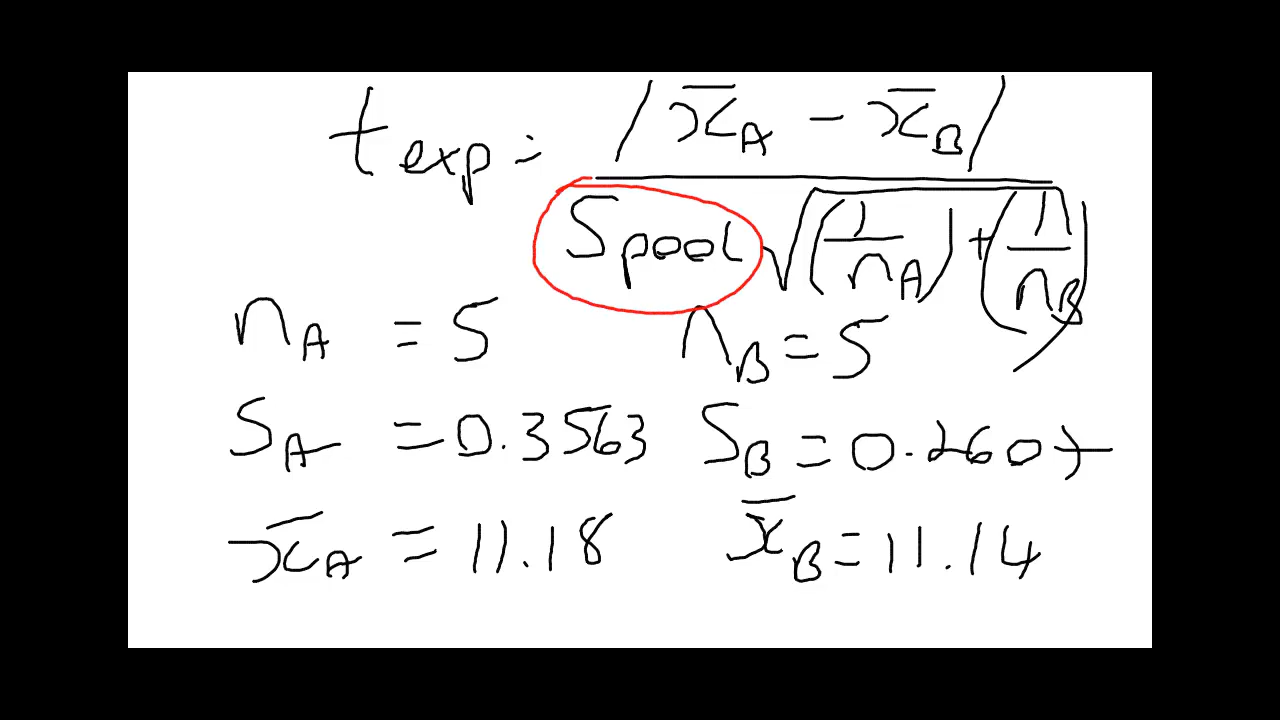 t exp = |x̄A - x̄B| / Spool √(1/nA) + (1/nB)
nA = 5 nB = 5
SA = 0.3563 SB = 0.2607
x̄A = 11.18 x̄B = 11.14